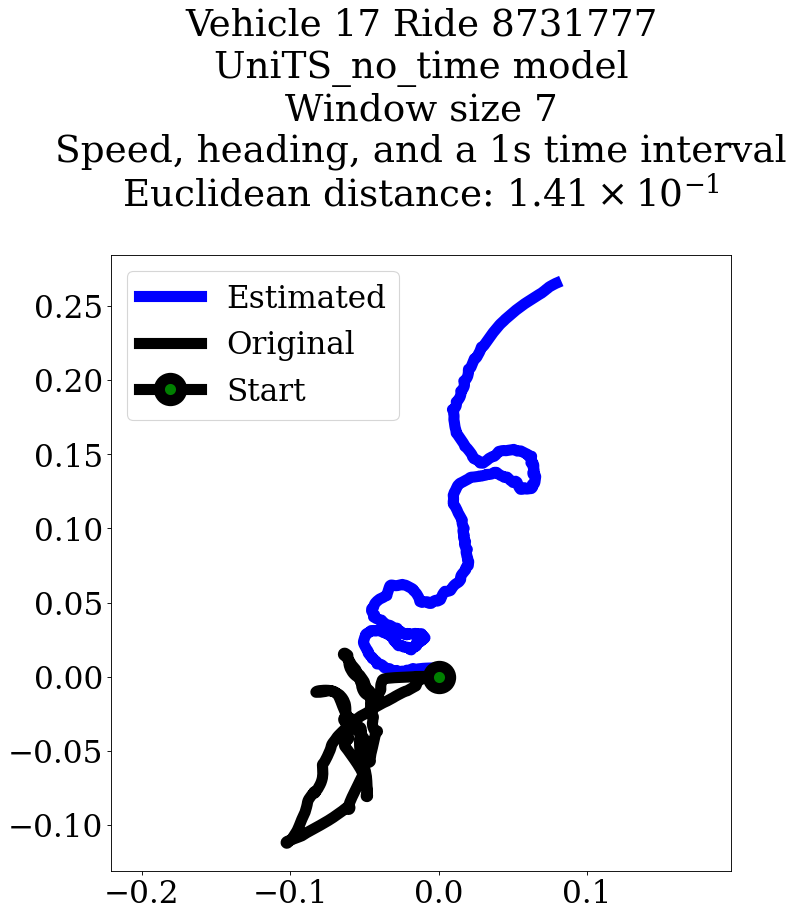 Vehicle 17 Ride 8731777
UniTS_no_time model
Window size 7
Speed, heading, and a 1s time interval
Euclidean distance: 1.41 × 10⁻¹
Estimated
Original
Start
0.25
0.20
0.15
0.10
0.05
0.00
−0.05
−0.10
−0.2 −0.1 0.0 0.1